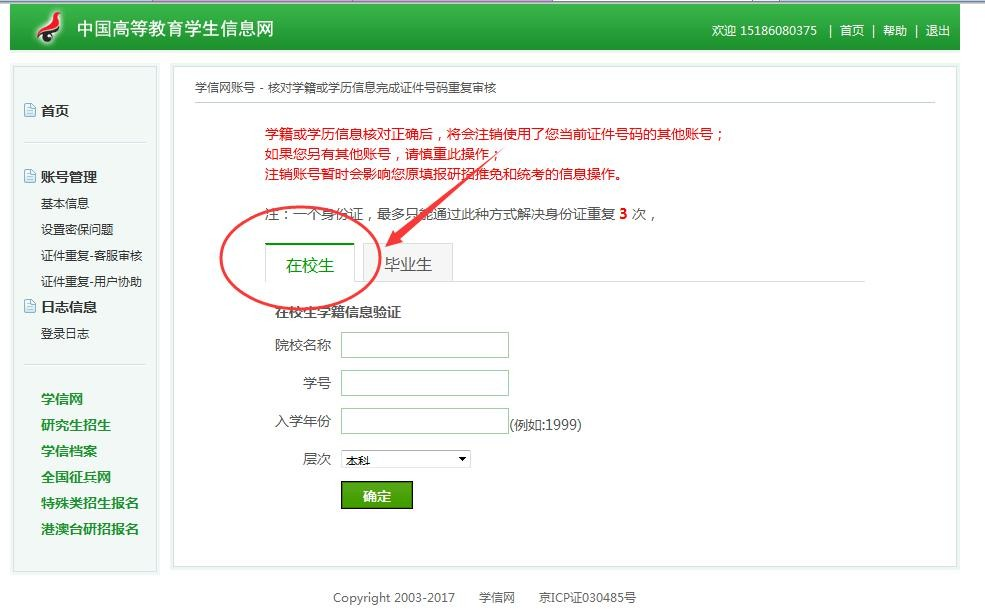 中国高等教育学生信息网
欢迎 15186080375 | 首页 | 帮助 | 退出
首页
账号管理
基本信息
设置密保问题
证件重复-客服审核
证件重复-用户协助
日志信息
登录日志
学信网
研究生招生
学信档案
全国征兵网
特殊类招生报名
港澳台研招报名
学信网账号 - 核对学籍或学历信息完成证件号码重复审核
学籍或学历信息核对正确后，将会注销使用了您当前证件号码的其他账号；
如果您另有其他账号，请慎重此操作；
注销账号暂时会影响您原填报研招推免和统考的信息操作。
注：一个身份证，最多只能通过此种方式解决身份证重复 3 次，
在校生 毕业生
在校生学籍信息验证
院校名称
学号
入学年份 (例如:1999)
层次 本科
确定
Copyright 2003-2017 学信网 京ICP证030485号